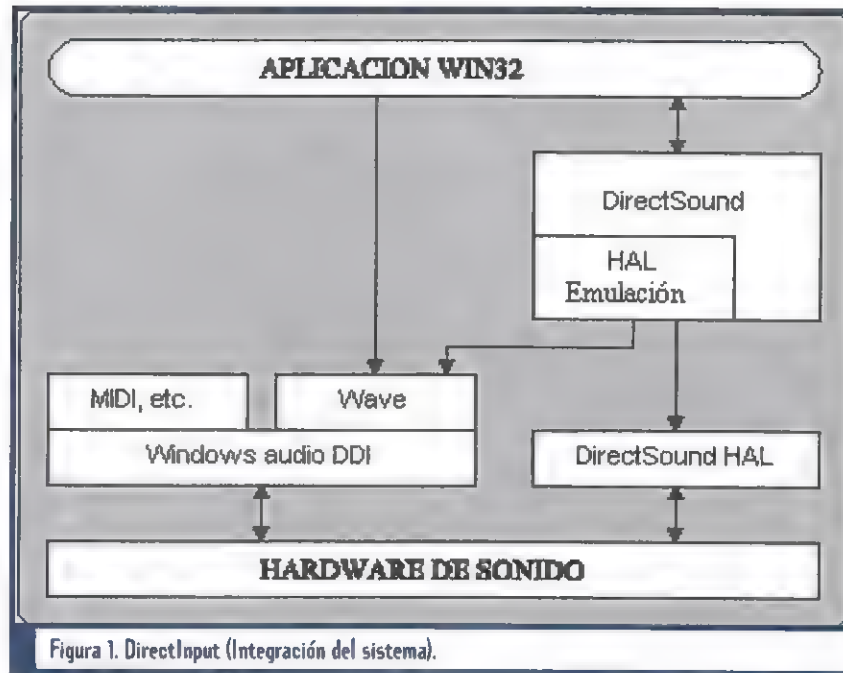 APLICACION WIN32
DirectSound
HAL
Emulación
MIDI, etc.
Wave
Windows audio DDI
DirectSound HAL
HARDWARE DE SONIDO
Figura 1. DirectInput (Integración del sistema).